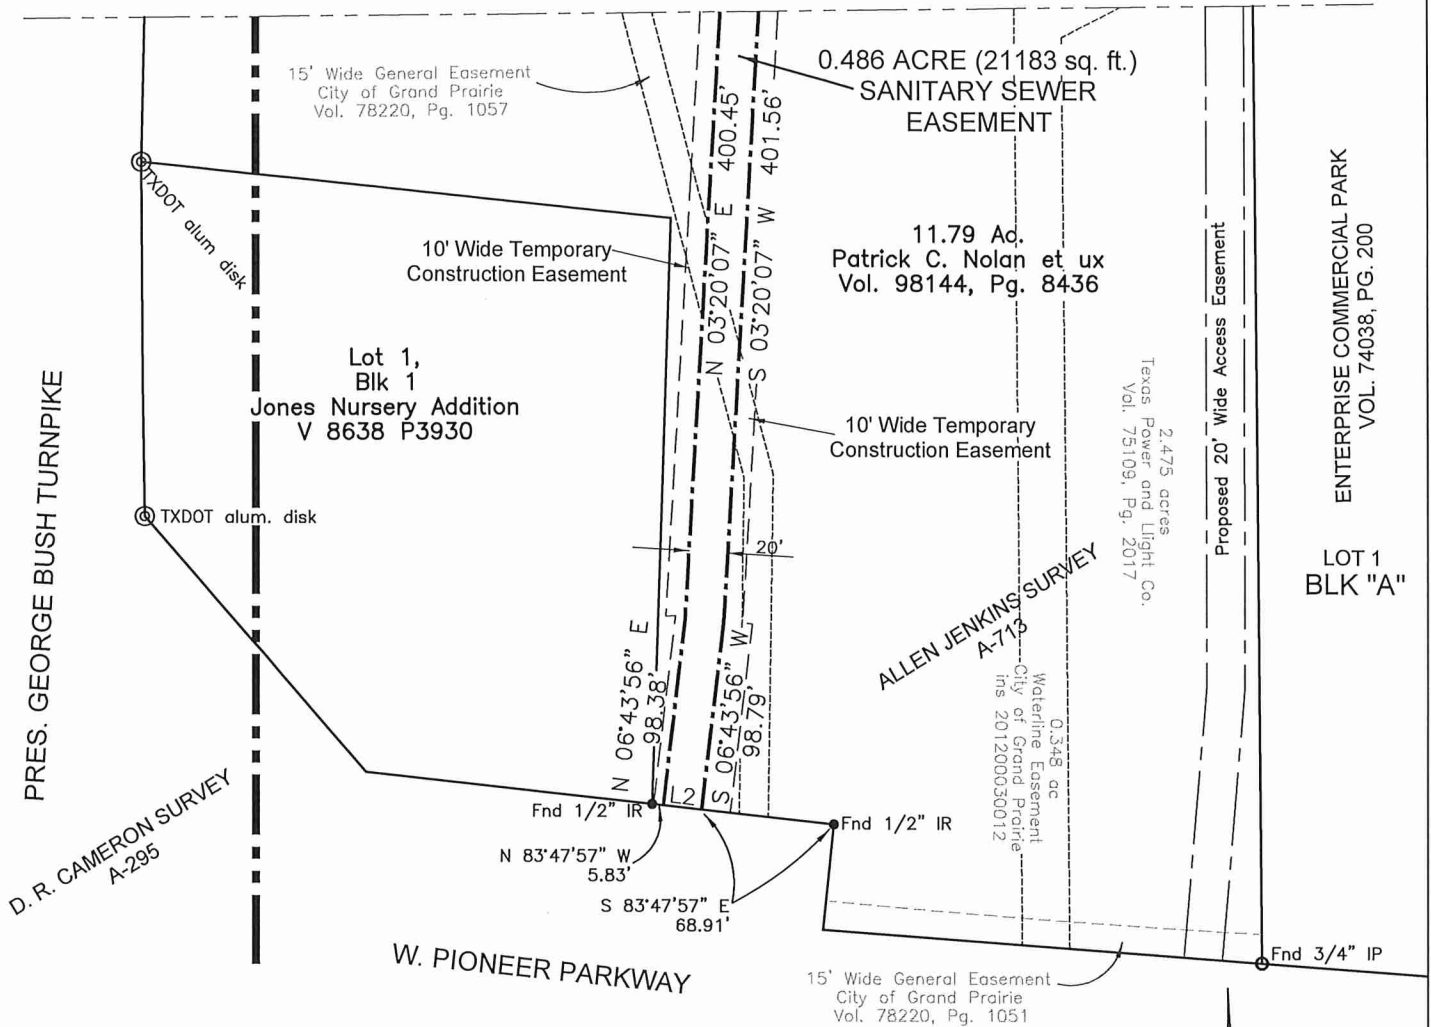 15' Wide General Easement
City of Grand Prairie
Vol. 78220, Pg. 1057
0.486 ACRE (21183 sq. ft.)
SANITARY SEWER
EASEMENT
N 03°20'07" E 400.45'
S 03°20'07" W 401.56'
TXDOT alum disk
10' Wide Temporary
Construction Easement
11.79 Ac.
Patrick C. Nolan et ux
Vol. 98144, Pg. 8436
ENTERPRISE COMMERCIAL PARK
VOL. 74038, PG. 200
Proposed 20' Wide Access Easement
Lot 1,
Blk 1
Jones Nursery Addition
V 8638 P3930
PRES. GEORGE BUSH TURNPIKE
10' Wide Temporary
Construction Easement
2.475 acres
Texas Power and Llight Co.
Vol. 75109, Pg. 2017
TXDOT alum. disk
20'
LOT 1
BLK "A"
ALLEN JENKINS SURVEY
A-713
N 06°43'56" E
98.38'
S 06°43'56" W
98.79'
0.348 ac
Waterline Easement
City of Grand Prairie
ins 201200030012
L2
Fnd 1/2" IR
Fnd 1/2" IR
D. R. CAMERON SURVEY
A-295
N 83°47'57" W
5.83'
S 83°47'57" E
68.91'
W. PIONEER PARKWAY
Fnd 3/4" IP
15' Wide General Easement
City of Grand Prairie
Vol. 78220, Pg. 1051